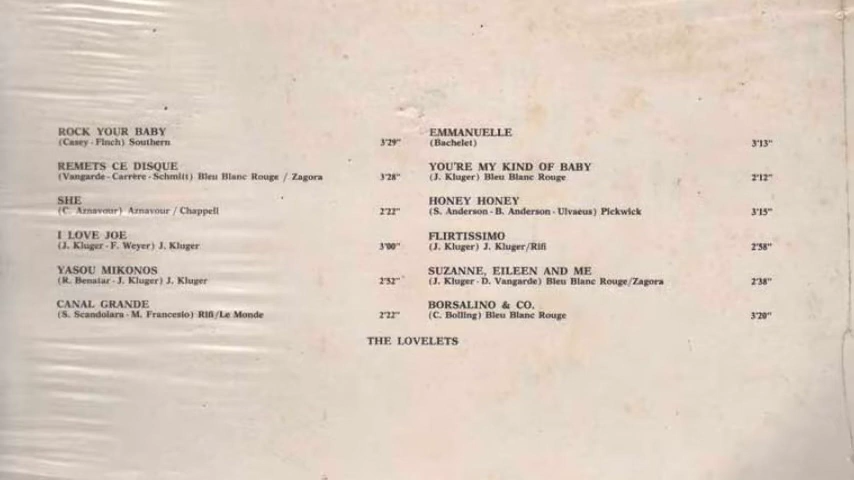 ROCK YOUR BABY
(Casey - Finch) Southern 3'29"
REMETS CE DISQUE
(Vangarde - Carrère - Schmitt) Bleu Blanc Rouge / Zagora 3'28"
SHE
(C. Aznavour) Aznavour / Chappell 2'22"
I LOVE JOE
(J. Kluger - F. Weyer) J. Kluger 3'00"
YASOU MIKONOS
(R. Benatar - J. Kluger) J. Kluger 2'32"
CANAL GRANDE
(S. Scandolara - M. Francesio) Rifi/Le Monde 2'22"
EMMANUELLE
(Bachelet) 3'13"
YOU'RE MY KIND OF BABY
(J. Kluger) Bleu Blanc Rouge 2'12"
HONEY HONEY
(S. Anderson - B. Anderson - Ulvaeus) Pickwick 3'15"
FLIRTISSIMO
(J. Kluger) J. Kluger/Rifi 2'58"
SUZANNE, EILEEN AND ME
(J. Kluger - D. Vangarde) Bleu Blanc Rouge/Zagora 2'38"
BORSALINO & CO.
(C. Bolling) Bleu Blanc Rouge 3'20"
THE LOVELETS